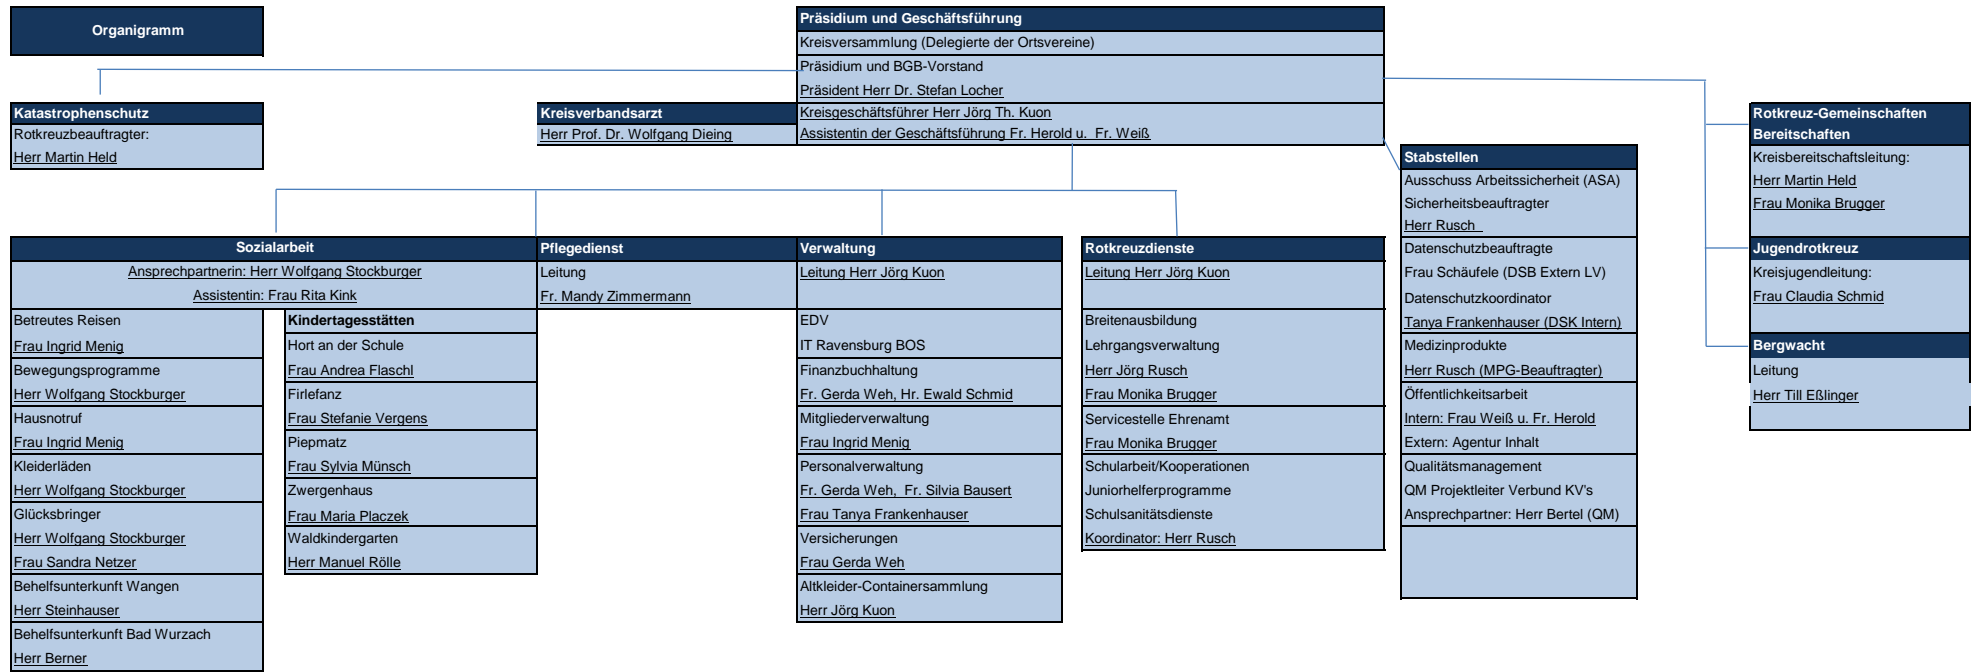 Organigramm
Präsidium und Geschäftsführung
Kreisversammlung (Delegierte der Ortsvereine)
Präsidium und BGB-Vorstand
Präsident Herr Dr. Stefan Locher
Kreisgeschäftsführer Herr Jörg Th. Kuon
Assistentin der Geschäftsführung Fr. Herold u. Fr. Weiß
Katastrophenschutz
Rotkreuzbeauftragter:
Herr Martin Held
Kreisverbandsarzt
Herr Prof. Dr. Wolfgang Dieing
Rotkreuz-Gemeinschaften
Bereitschaften
Kreisbereitschaftsleitung:
Herr Martin Held
Frau Monika Brugger
Jugendrotkreuz
Kreisjugendleitung:
Frau Claudia Schmid
Bergwacht
Leitung
Herr Till Eßlinger
Stabstellen
Ausschuss Arbeitssicherheit (ASA)
Sicherheitsbeauftragter
Herr Rusch
Datenschutzbeauftragte
Frau Schäufele (DSB Extern LV)
Datenschutzkoordinator
Tanya Frankenhauser (DSK Intern)
Medizinprodukte
Herr Rusch (MPG-Beauftragter)
Öffentlichkeitsarbeit
Intern: Frau Weiß u. Fr. Herold
Extern: Agentur Inhalt
Qualitätsmanagement
QM Projektleiter Verbund KV's
Ansprechpartner: Herr Bertel (QM)
Sozialarbeit
Ansprechpartnerin: Herr Wolfgang Stockburger
Assistentin: Frau Rita Kink
Betreutes Reisen
Frau Ingrid Menig
Bewegungsprogramme
Herr Wolfgang Stockburger
Hausnotruf
Frau Ingrid Menig
Kleiderläden
Herr Wolfgang Stockburger
Glücksbringer
Herr Wolfgang Stockburger
Frau Sandra Netzer
Behelfsunterkunft Wangen
Herr Steinhauser
Behelfsunterkunft Bad Wurzach
Herr Berner
Kindertagesstätten
Hort an der Schule
Frau Andrea Flaschl
Firlefanz
Frau Stefanie Vergens
Piepmatz
Frau Sylvia Münsch
Zwergenhaus
Frau Maria Placzek
Waldkindergarten
Herr Manuel Rölle
Pflegedienst
Leitung
Fr. Mandy Zimmermann
Verwaltung
Leitung Herr Jörg Kuon
EDV
IT Ravensburg BOS
Finanzbuchhaltung
Fr. Gerda Weh, Hr. Ewald Schmid
Mitgliederverwaltung
Frau Ingrid Menig
Personalverwaltung
Fr. Gerda Weh, Fr. Silvia Bausert
Frau Tanya Frankenhauser
Versicherungen
Frau Gerda Weh
Altkleider-Containersammlung
Herr Jörg Kuon
Rotkreuzdienste
Leitung Herr Jörg Kuon
Breitenausbildung
Lehrgangsverwaltung
Herr Jörg Rusch
Frau Monika Brugger
Servicestelle Ehrenamt
Frau Monika Brugger
Schularbeit/Kooperationen
Juniorhelferprogramme
Schulsanitätsdienste
Koordinator: Herr Rusch